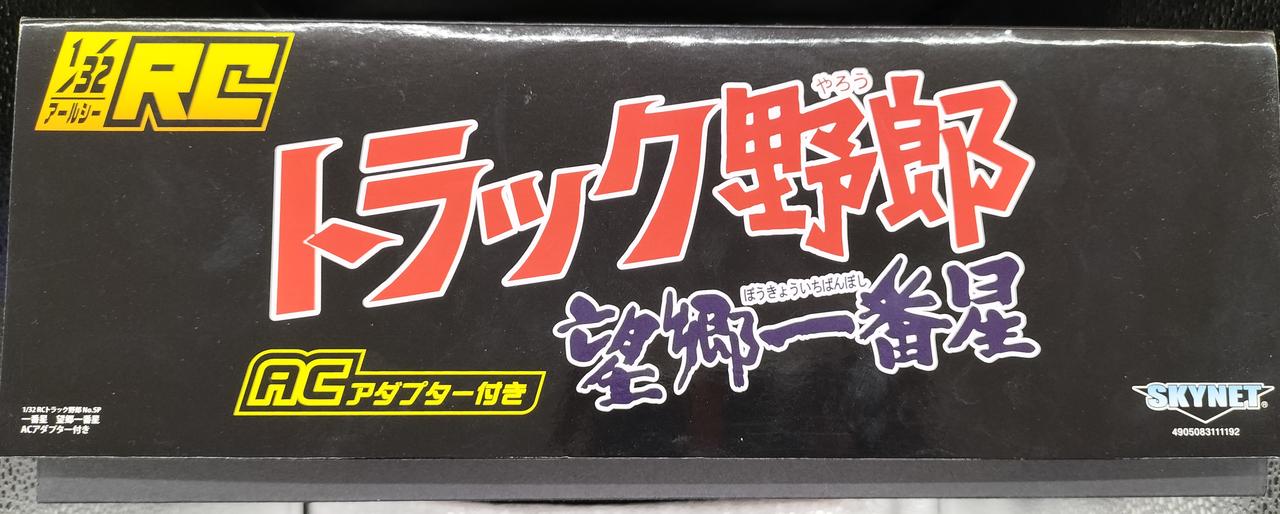 1/32
アールシー
RC
やろう
トラック野郎
ぼうきょういちばんぼし
望郷一番星
ACアダプター付き
1/32 RCトラック野郎 No.SP
一番星 望郷一番星
ACアダプター付き
SKYNET®
4905083111192